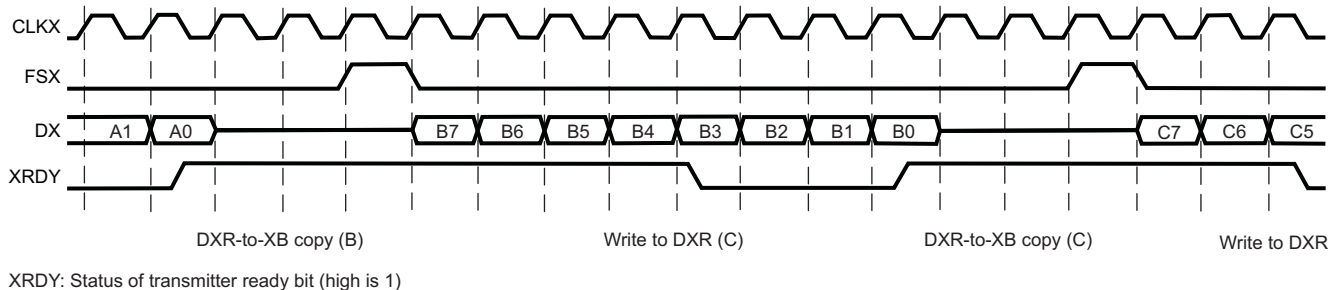 CLKX
FSX
DX A1 A0 B7 B6 B5 B4 B3 B2 B1 B0 C7 C6 C5
XRDY
DXR-to-XB copy (B) Write to DXR (C) DXR-to-XB copy (C) Write to DXR
XRDY: Status of transmitter ready bit (high is 1)